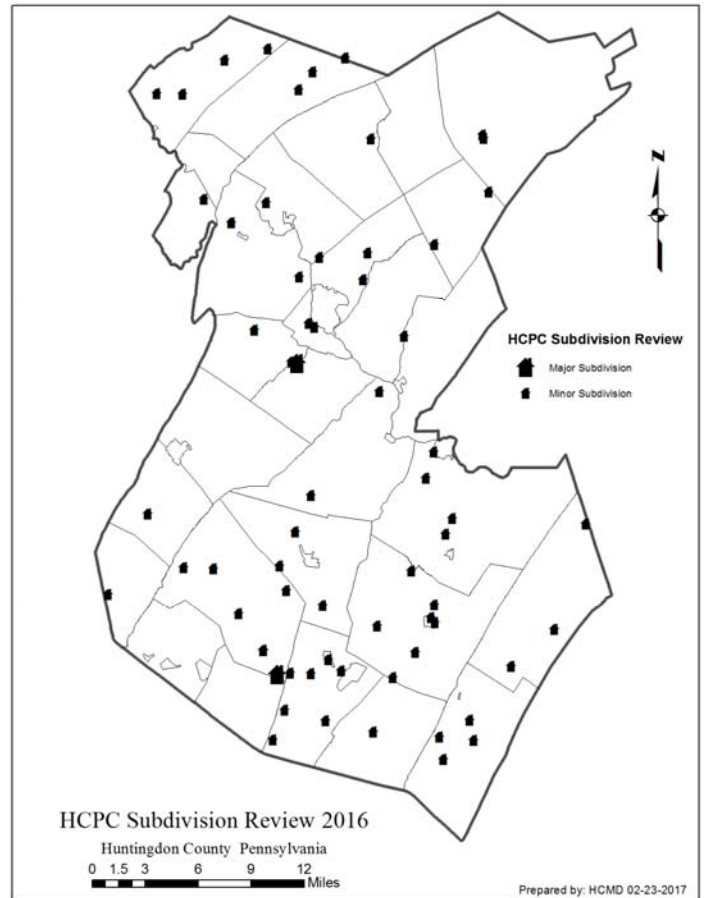 N
HCPC Subdivision Review
Major Subdivision
Minor Subdivision
HCPC Subdivision Review 2016
Huntingdon County Pennsylvania
0 1.5 3 6 9 12
Miles
Prepared by: HCMD 02-23-2017